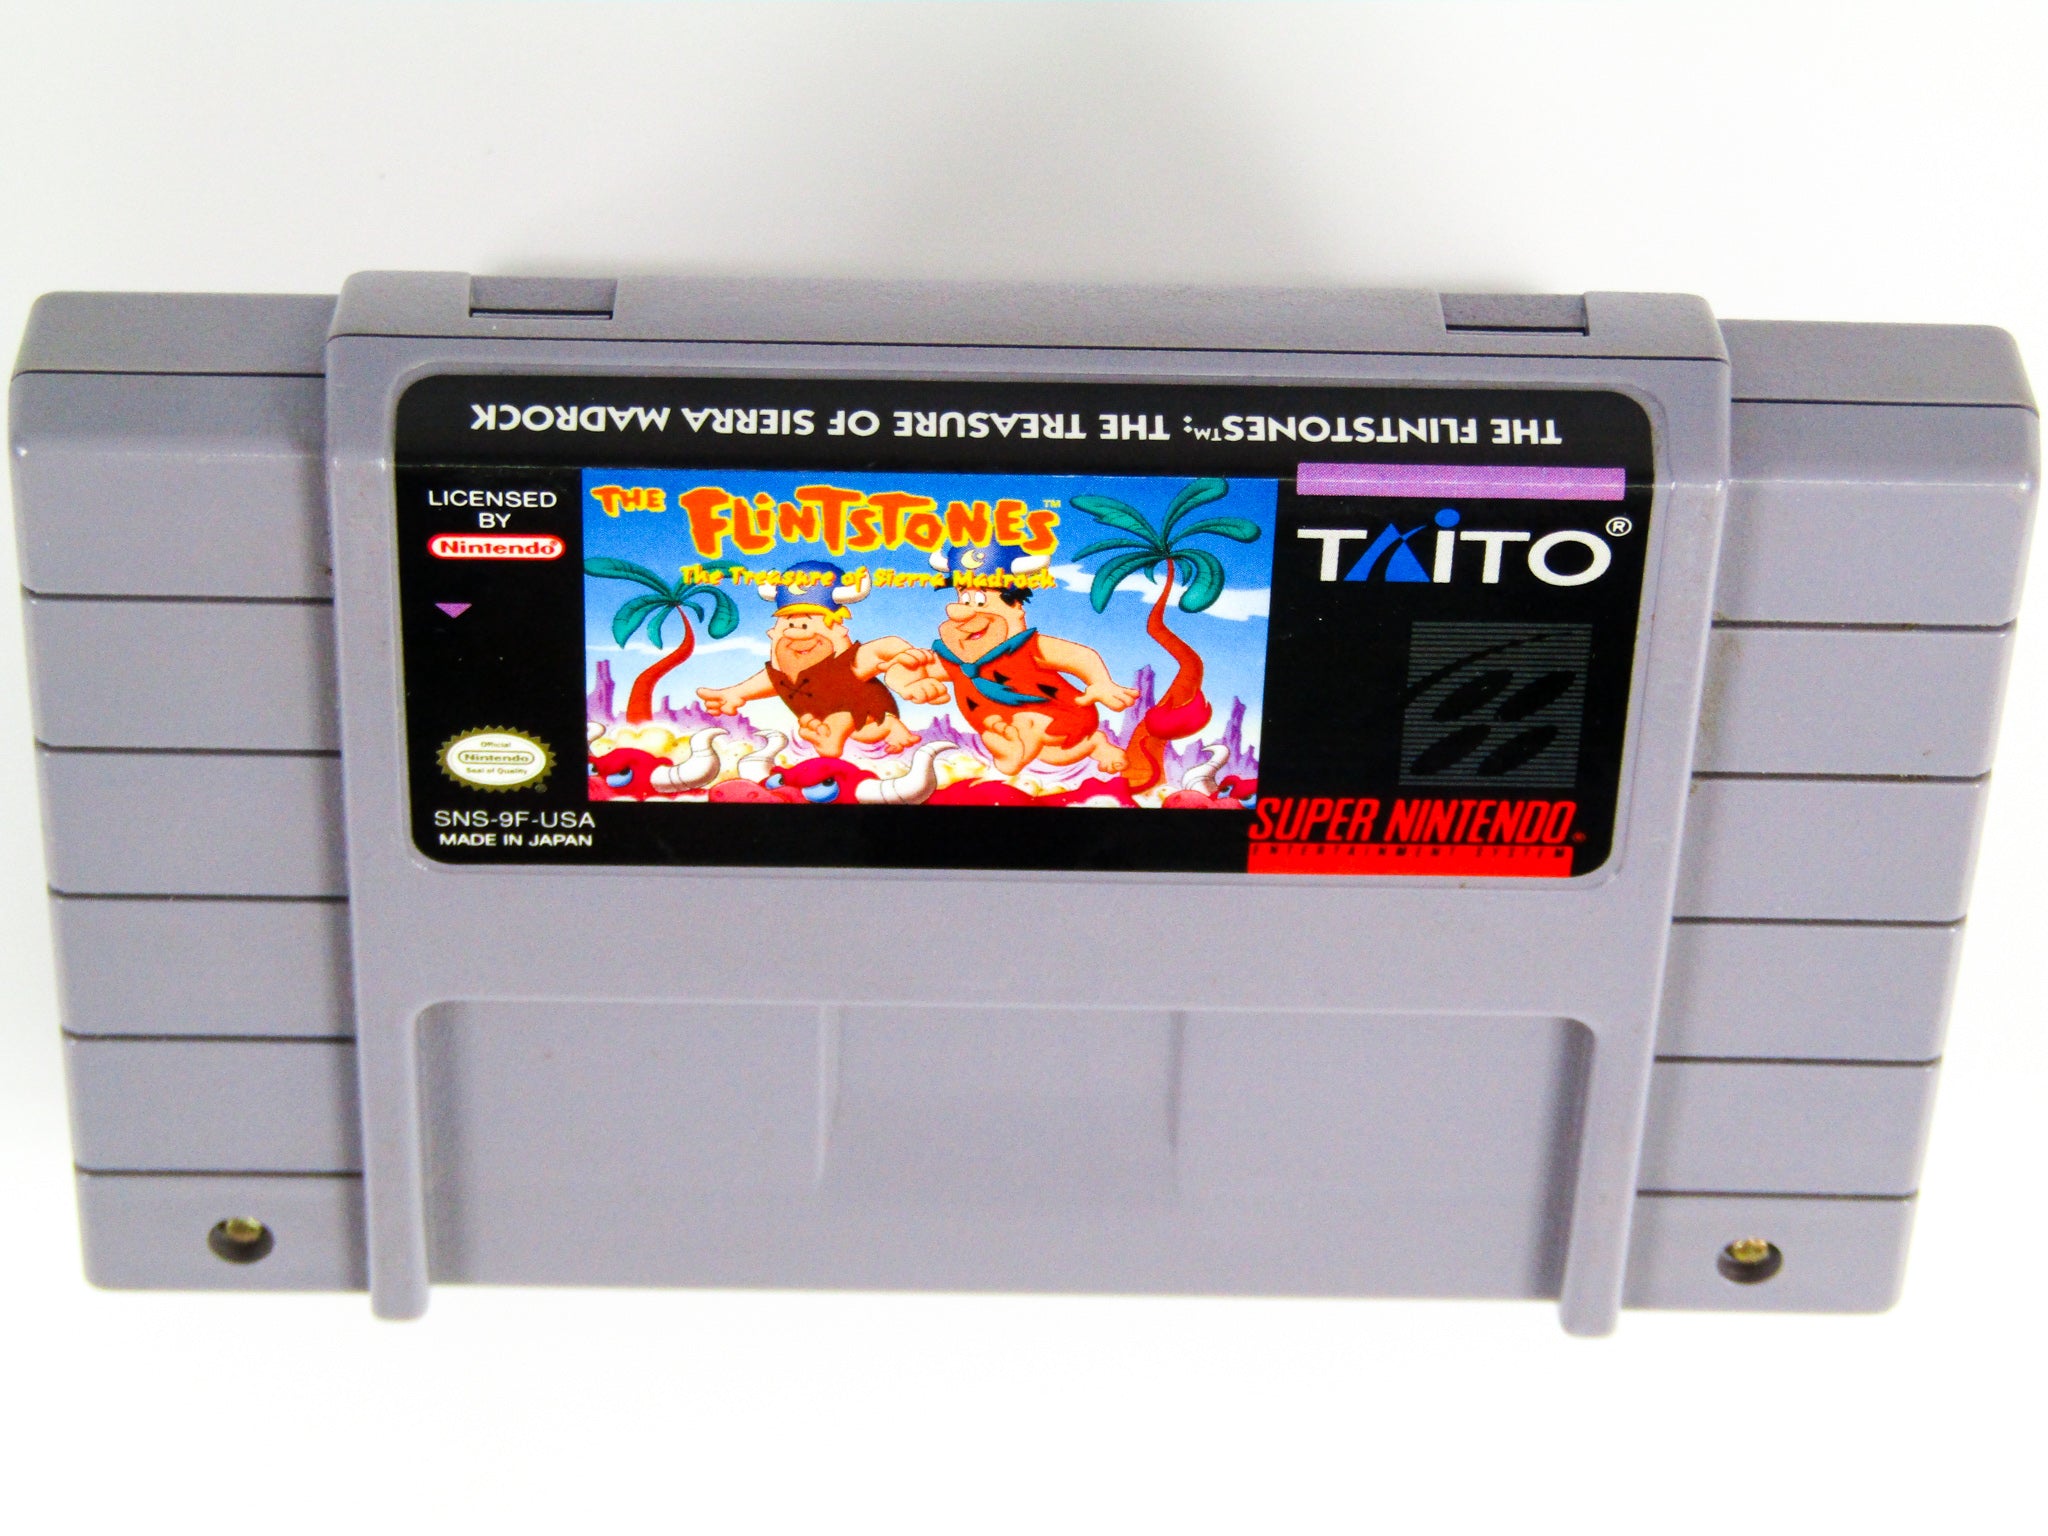 THE FLINTSTONES™: THE TREASURE OF SIERRA MADROCK
LICENSED
BY
Nintendo®
THE FLINTSTONES™
The Treasure of Sierra Madrock
TAITO®
Official
Nintendo
Seal of Quality
SNS-9F-USA
MADE IN JAPAN
SUPER NINTENDO®
ENTERTAINMENT SYSTEM